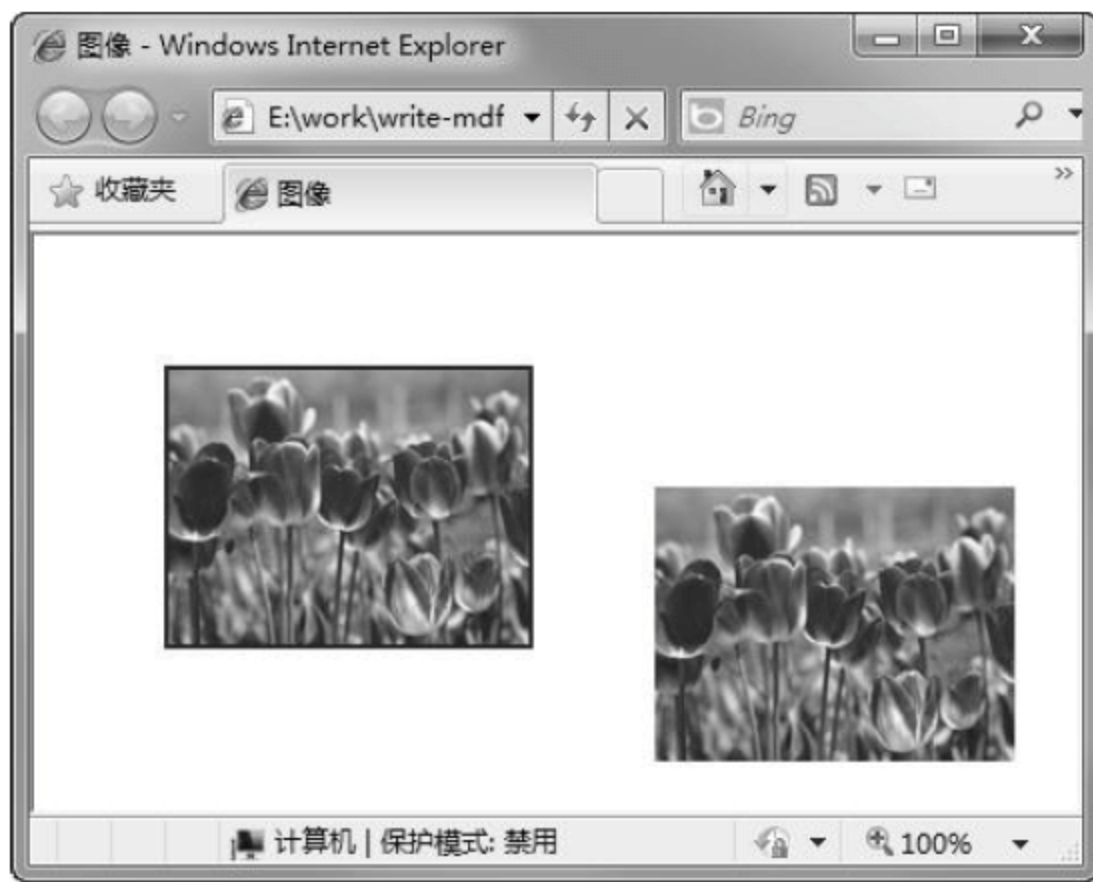 图像 - Windows Internet Explorer
E:\work\write-mdf
Bing
收藏夹
图像
计算机 | 保护模式: 禁用
100%